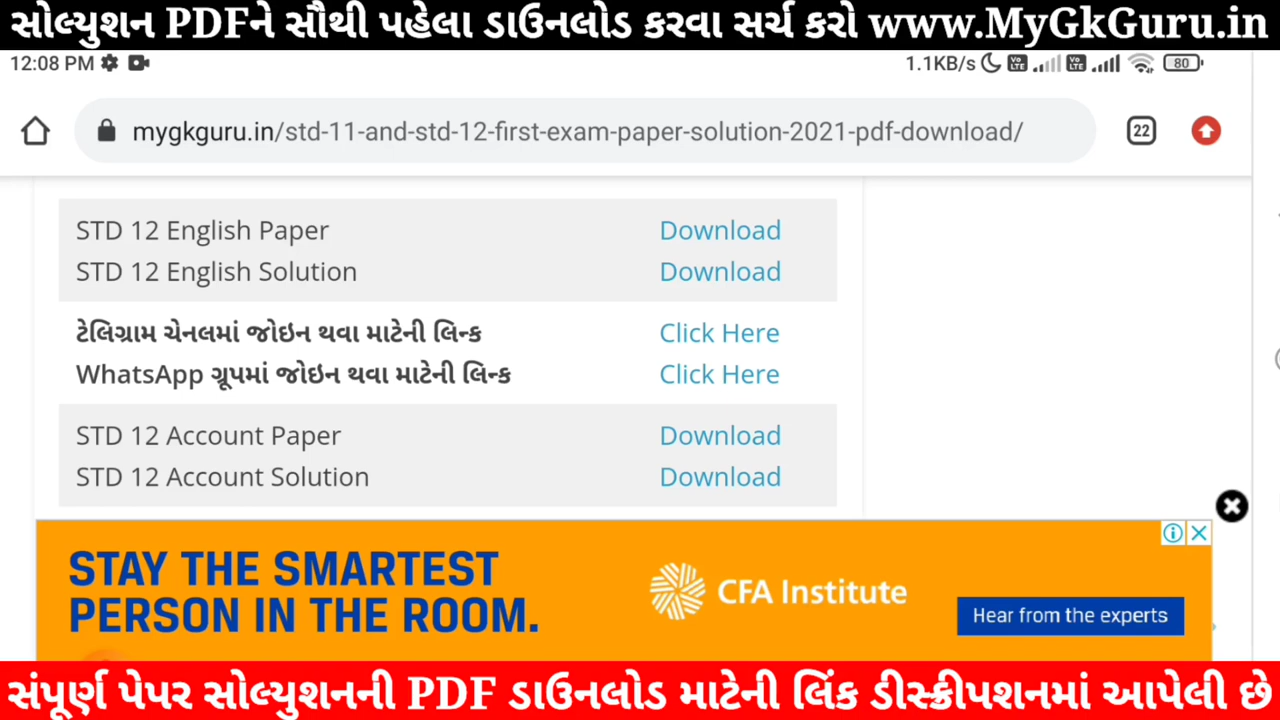 સોલ્યુશન PDFને સૌથી પહેલા ડાઉનલોડ કરવા સર્ચ કરો www.MyGkGuru.in
12:08 PM 1.1KB/s Vo LTE Vo LTE 80
mygkguru.in/std-11-and-std-12-first-exam-paper-solution-2021-pdf-download/ 22
STD 12 English Paper Download
STD 12 English Solution Download
ટેલિગ્રામ ચેનલમાં જોઇન થવા માટેની લિન્ક Click Here
WhatsApp ગ્રૂપમાં જોઇન થવા માટેની લિન્ક Click Here
STD 12 Account Paper Download
STD 12 Account Solution Download
STAY THE SMARTEST
PERSON IN THE ROOM.
CFA Institute
Hear from the experts
સંપૂર્ણ પેપર સોલ્યુશનની PDF ડાઉનલોડ માટેની લિંક ડીસ્ક્રીપશનમાં આપેલી છે